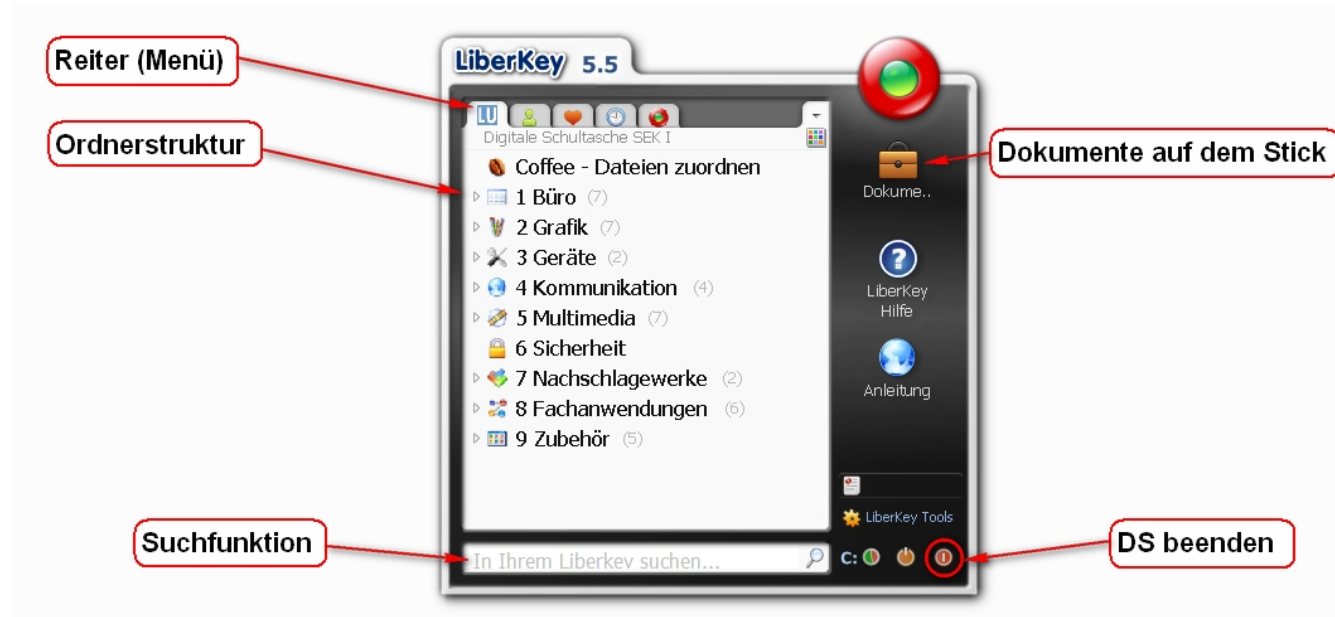 Reiter (Menü)
Ordnerstruktur
Suchfunktion
LiberKey 5.5
LU
Digitale Schultasche SEK I
Coffee - Dateien zuordnen
1 Büro (7)
2 Grafik (7)
3 Geräte (2)
4 Kommunikation (4)
5 Multimedia (7)
6 Sicherheit
7 Nachschlagewerke (2)
8 Fachanwendungen (6)
9 Zubehör (5)
In Ihrem Liberkey suchen...
Dokume..
LiberKey
Hilfe
Anleitung
LiberKey Tools
C:
Dokumente auf dem Stick
DS beenden